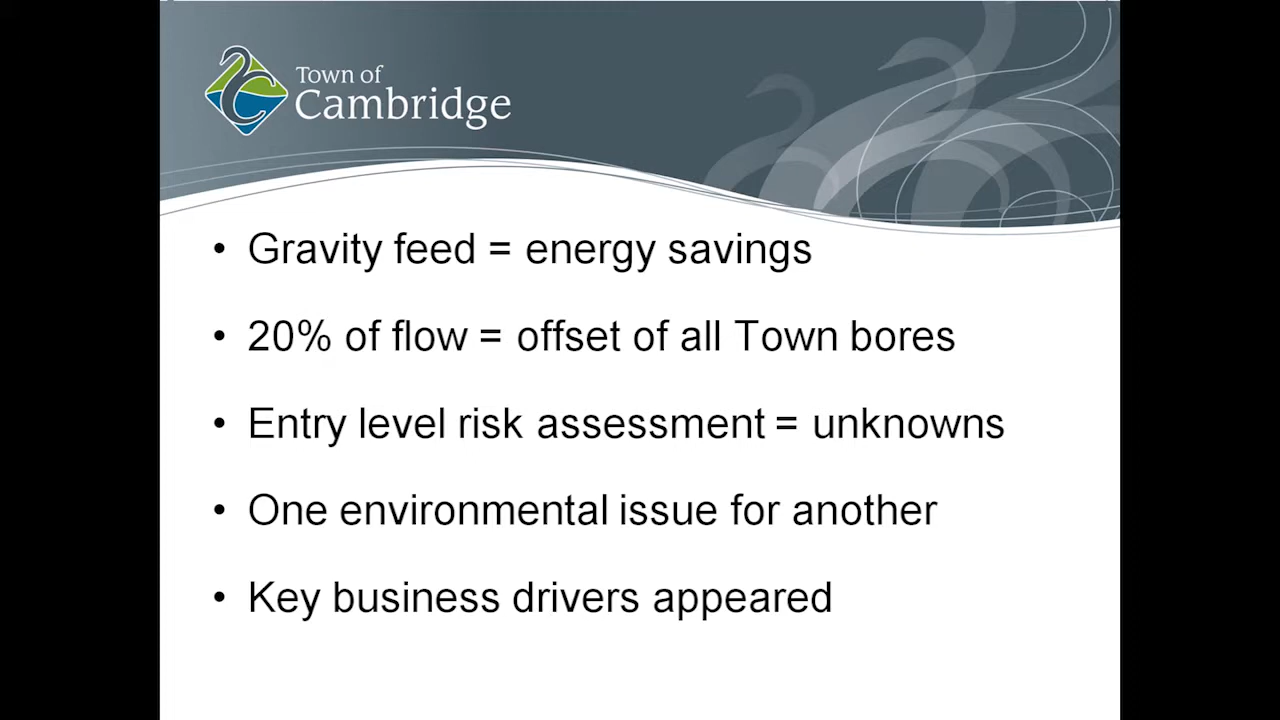 Town of
Cambridge
• Gravity feed = energy savings
• 20% of flow = offset of all Town bores
• Entry level risk assessment = unknowns
• One environmental issue for another
• Key business drivers appeared